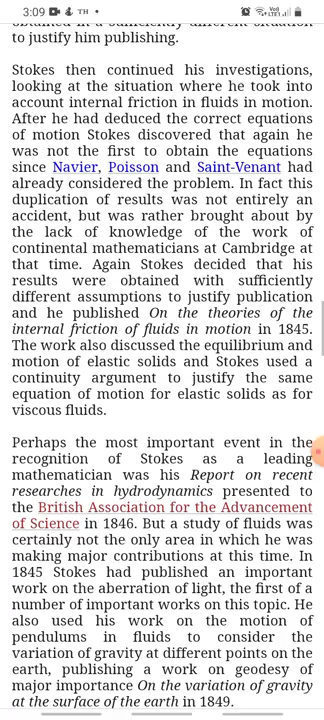 3:09 TH • Vo) LTE1
to justify him publishing.
Stokes then continued his investigations,
looking at the situation where he took into
account internal friction in fluids in motion.
After he had deduced the correct equations
of motion Stokes discovered that again he
was not the first to obtain the equations
since Navier, Poisson and Saint-Venant had
already considered the problem. In fact this
duplication of results was not entirely an
accident, but was rather brought about by
the lack of knowledge of the work of
continental mathematicians at Cambridge at
that time. Again Stokes decided that his
results were obtained with sufficiently
different assumptions to justify publication
and he published On the theories of the
internal friction of fluids in motion in 1845.
The work also discussed the equilibrium and
motion of elastic solids and Stokes used a
continuity argument to justify the same
equation of motion for elastic solids as for
viscous fluids.
Perhaps the most important event in the
recognition of Stokes as a leading
mathematician was his Report on recent
researches in hydrodynamics presented to
the British Association for the Advancement
of Science in 1846. But a study of fluids was
certainly not the only area in which he was
making major contributions at this time. In
1845 Stokes had published an important
work on the aberration of light, the first of a
number of important works on this topic. He
also used his work on the motion of
pendulums in fluids to consider the
variation of gravity at different points on the
earth, publishing a work on geodesy of
major importance On the variation of gravity
at the surface of the earth in 1849.